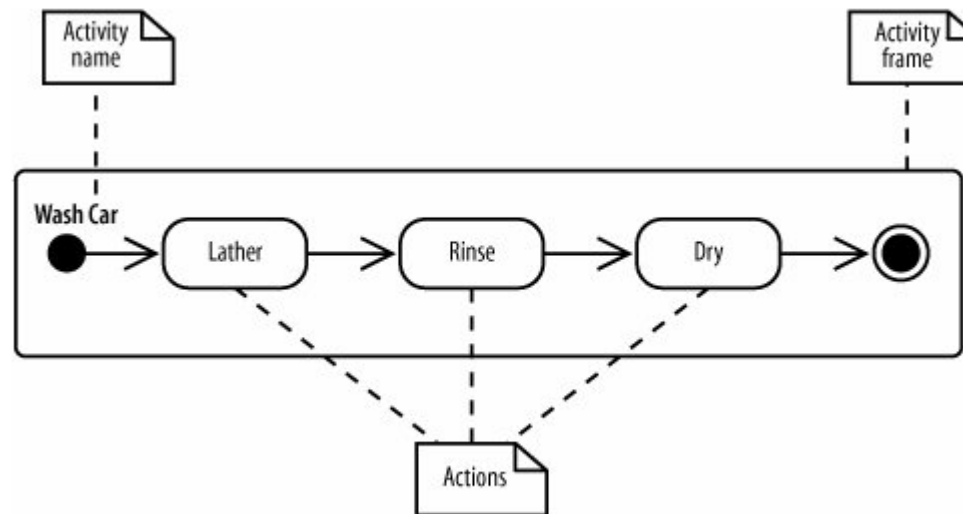 Activity
name
Activity
frame
Wash Car
Lather
Rinse
Dry
Actions